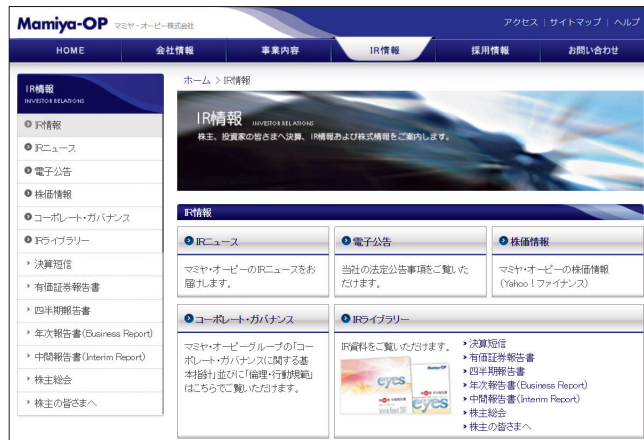 Mamiya-OP マミヤ・オーピー株式会社
アクセス | サイトマップ | ヘルプ
HOME 会社情報 事業内容 IR情報 採用情報 お問い合わせ
IR情報
INVESTOR RELATIONS
IR情報
IRニュース
電子公告
株価情報
コーポレート・ガバナンス
IRライブラリー
決算短信
有価証券報告書
四半期報告書
年次報告書(Business Report)
中間報告書(Interim Report)
株主総会
株主の皆さまへ
ホーム > IR情報
IR情報 INVESTOR RELATIONS
株主、投資家の皆さまへ決算、IR情報および株式情報をご案内します。
IR情報
IRニュース
マミヤ・オーピーのIRニュースをお
届けします。
電子公告
当社の法定公告事項をご覧いた
だけます。
株価情報
マミヤ・オーピーの株価情報
(Yahoo!ファイナンス)
コーポレート・ガバナンス
マミヤ・オーピーグループの「コー
ポレート・ガバナンスに関する基
本指針」並びに「倫理・行動規範」
はこちらでご覧いただけます。
IRライブラリー
IR資料をご覧いただけます。
eyes
eyes
決算短信
有価証券報告書
四半期報告書
年次報告書(Business Report)
中間報告書(Interim Report)
株主総会
株主の皆さまへ